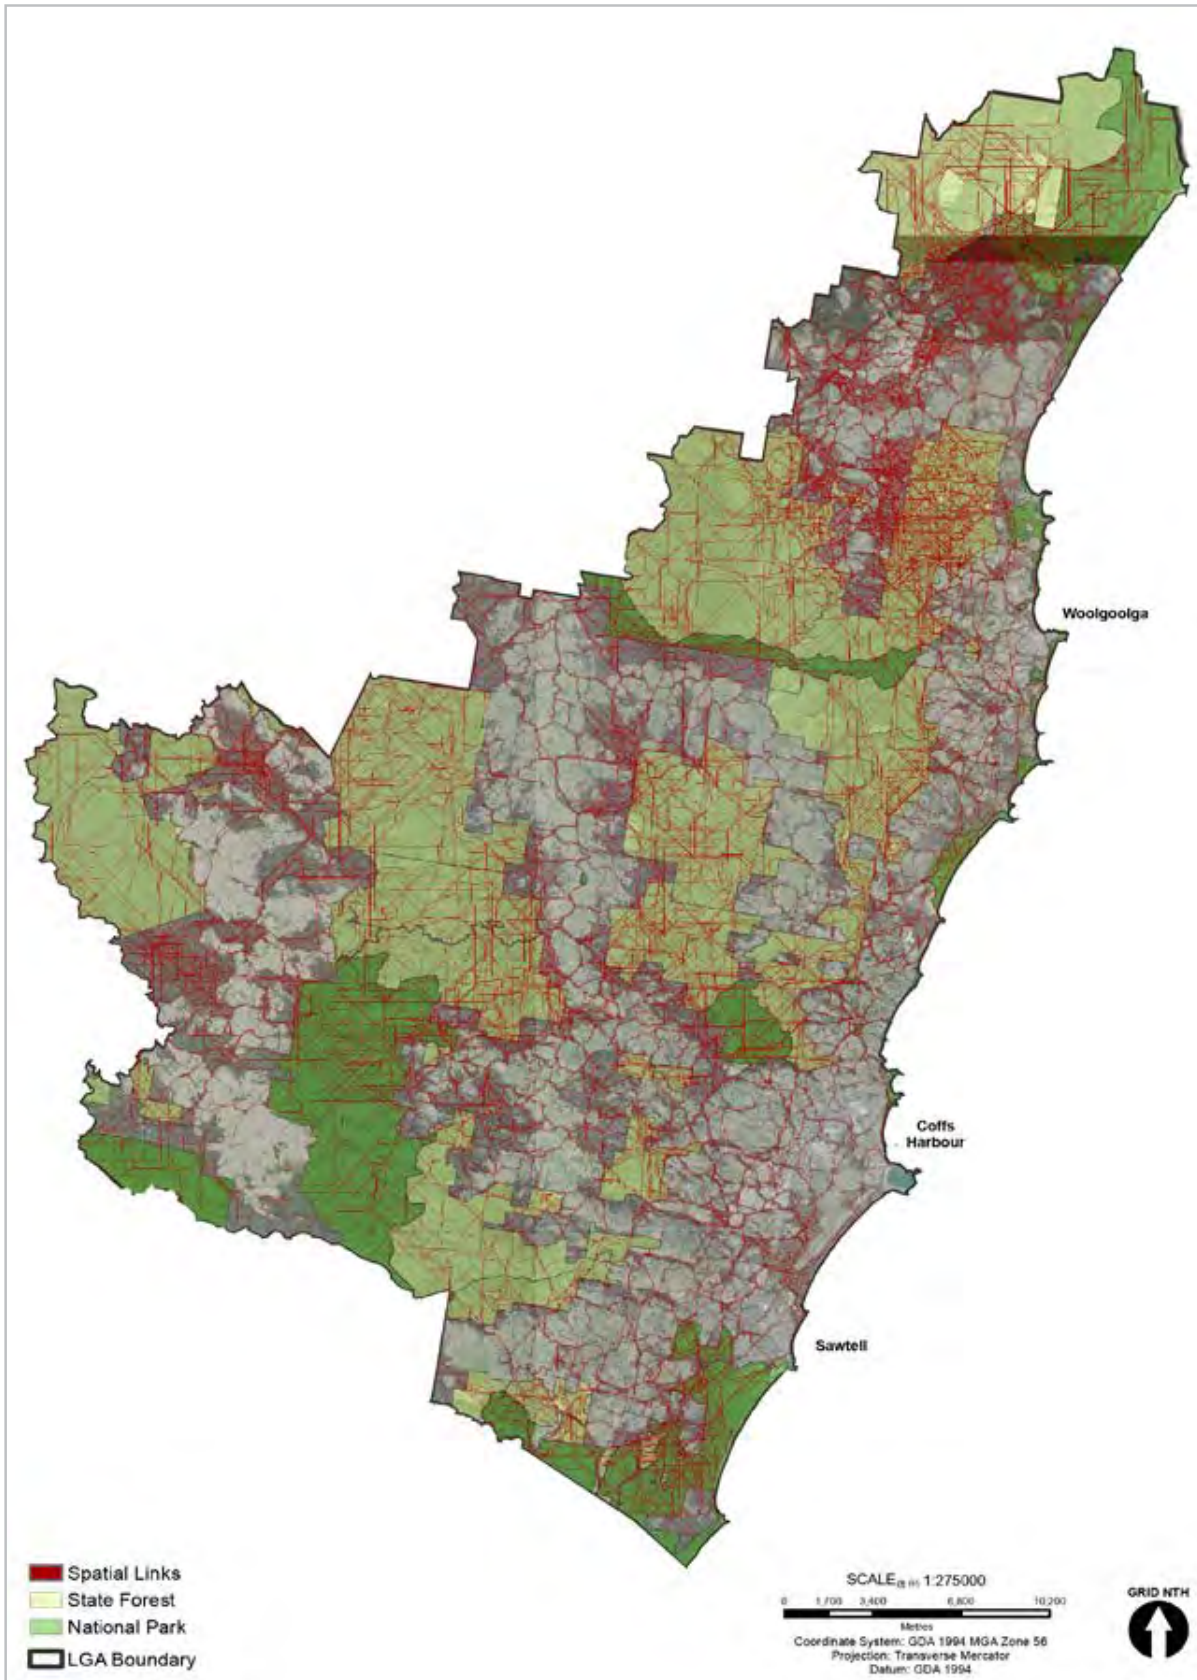 Woolgoolga
Coffs
Harbour
Sawtell
Spatial Links
State Forest
National Park
LGA Boundary
SCALE 1:275000
0 1,700 3,400 6,800 10,200
Metres
Coordinate System: GDA 1994 MGA Zone 56
Projection: Transverse Mercator
Datum: GDA 1994
GRID NTH